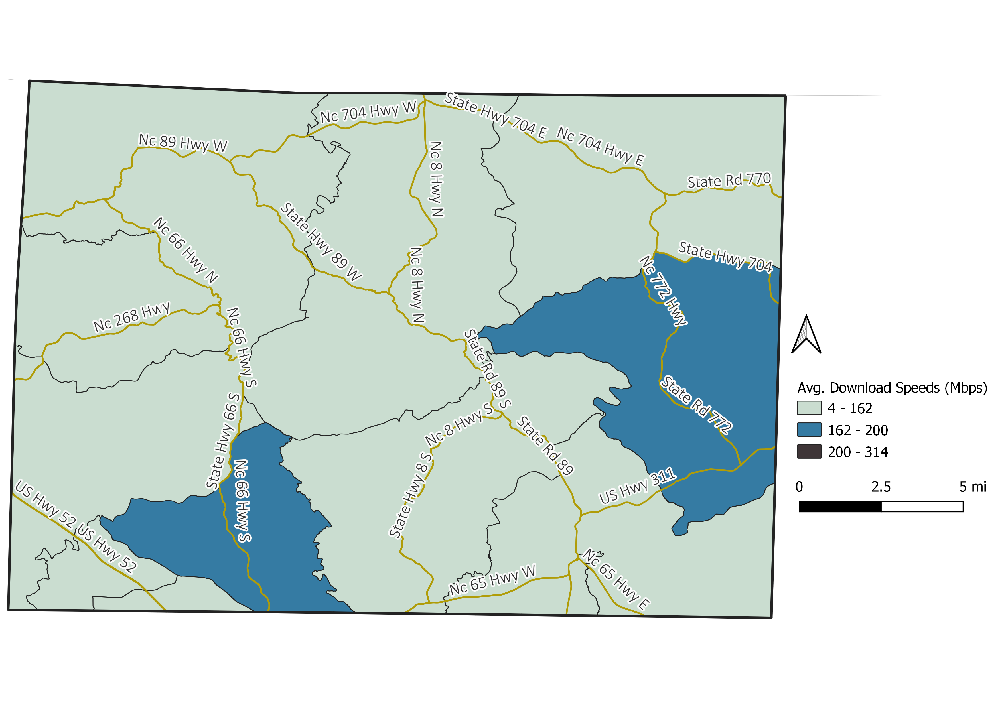 State Hwy 704 E
Nc 704 Hwy W
Nc 704 Hwy E
Nc 89 Hwy W
Nc 8 Hwy N
State Rd 770
State Hwy 89 W
Nc 66 Hwy N
State Hwy 704
Nc 8 Hwy N
Nc 772 Hwy
Nc 268 Hwy
Nc 66 Hwy S
State Rd 89 S
State Rd 772
State Hwy 66 S
Nc 8 Hwy S
State Rd 89
State Hwy 8 S
Nc 66 Hwy S
US Hwy 311
US Hwy 52
US Hwy 52
Nc 65 Hwy W
Nc 65 Hwy E
Avg. Download Speeds (Mbps)
4 - 162
162 - 200
200 - 314
0 2.5 5 mi